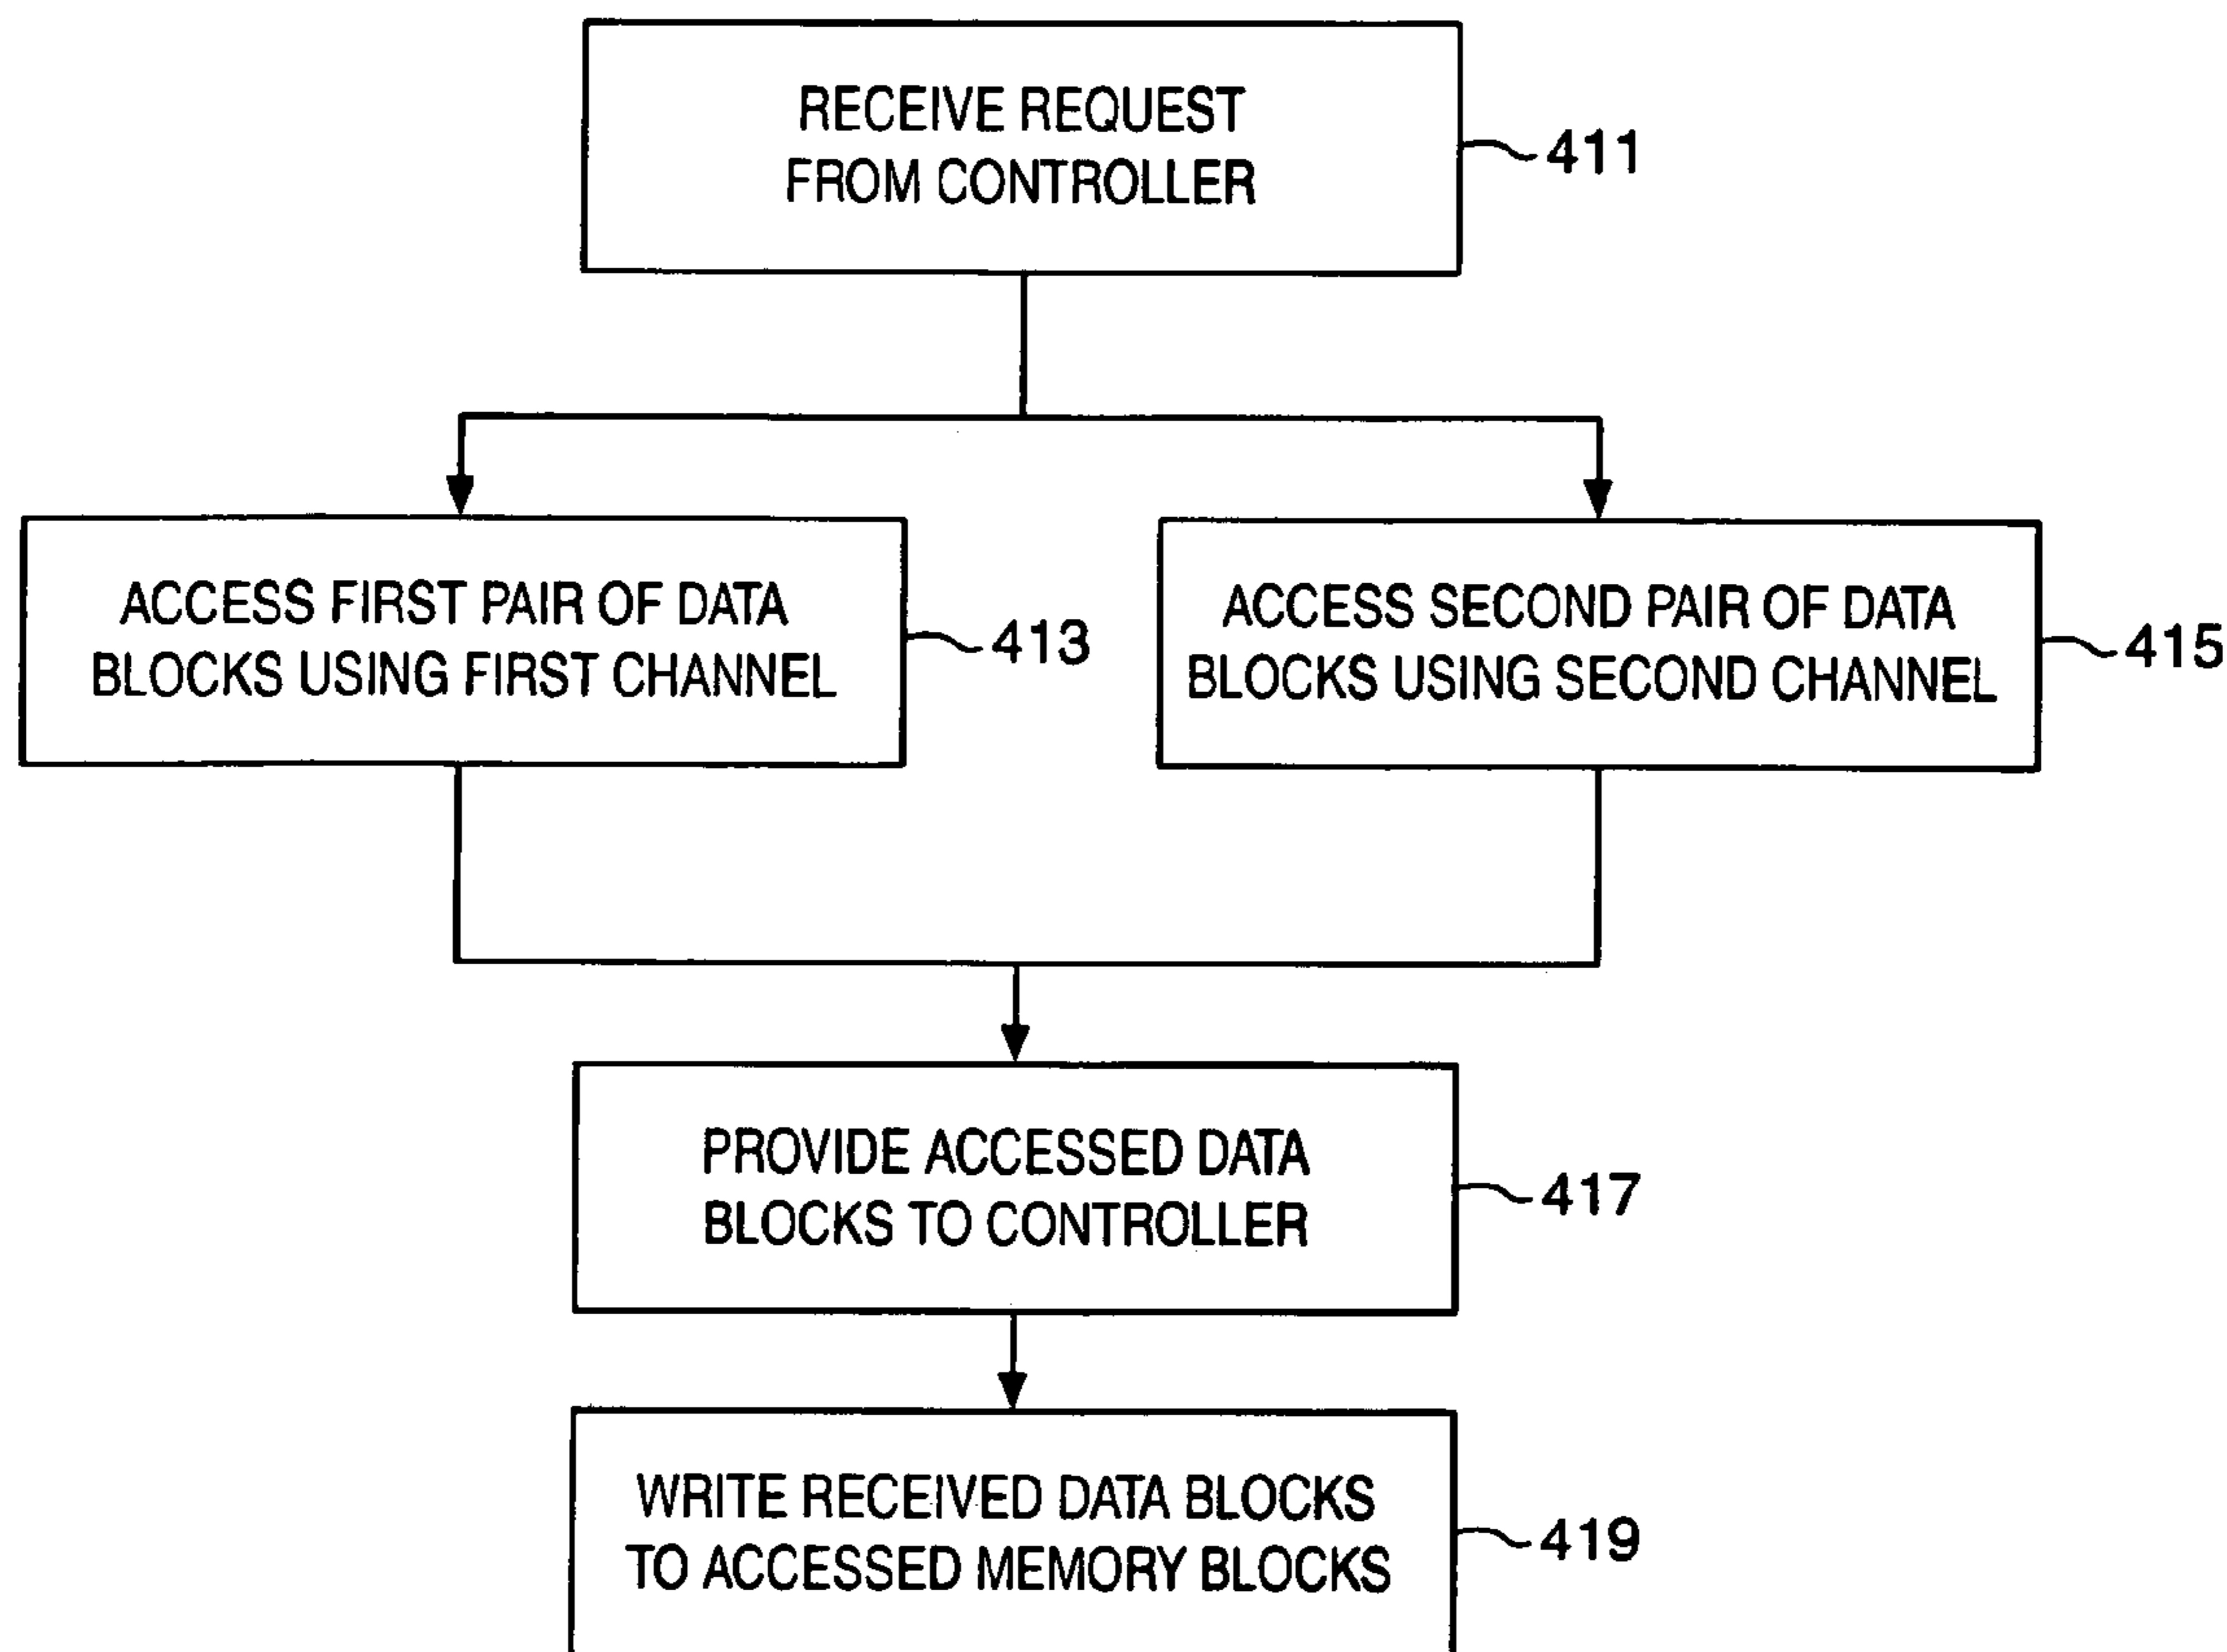 RECEIVE REQUEST
FROM CONTROLLER
411
ACCESS FIRST PAIR OF DATA
BLOCKS USING FIRST CHANNEL
413
ACCESS SECOND PAIR OF DATA
BLOCKS USING SECOND CHANNEL
415
PROVIDE ACCESSED DATA
BLOCKS TO CONTROLLER
417
WRITE RECEIVED DATA BLOCKS
TO ACCESSED MEMORY BLOCKS
419